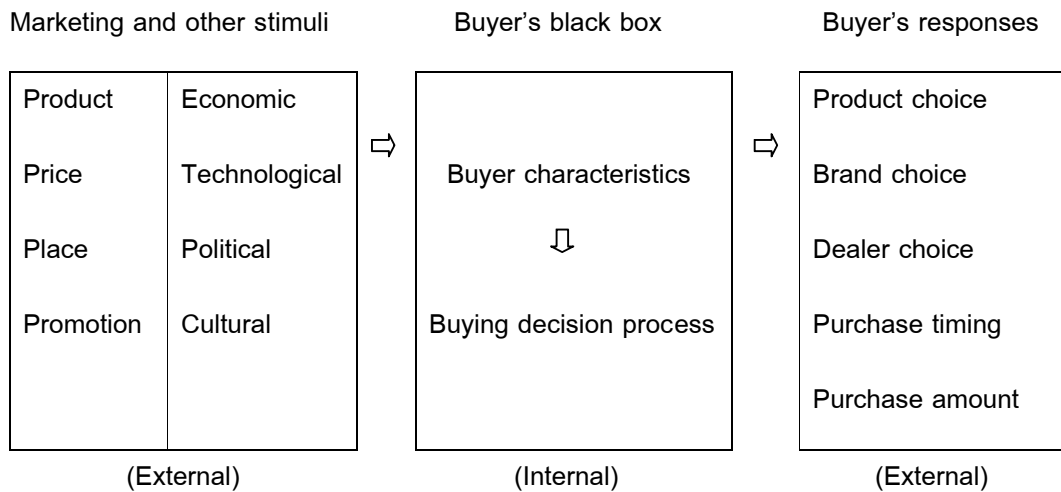 Marketing and other stimuli
Buyer’s black box
Buyer’s responses
Product
Economic
Price
Technological
Place
Political
Promotion
Cultural
Buyer characteristics
Buying decision process
Product choice
Brand choice
Dealer choice
Purchase timing
Purchase amount
(External)
(Internal)
(External)